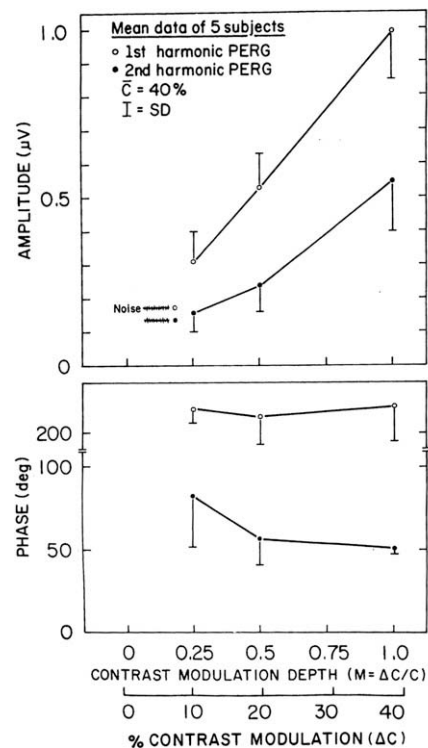 Mean data of 5 subjects
○ 1st harmonic PERG
● 2nd harmonic PERG
C̄ = 40%
I = SD
1.0
0.5
0
AMPLITUDE (μV)
Noise
200
100
50
0
PHASE (deg)
0 0.25 0.5 0.75 1.0
CONTRAST MODULATION DEPTH (M=ΔC/C)
0 10 20 30 40
% CONTRAST MODULATION (ΔC)